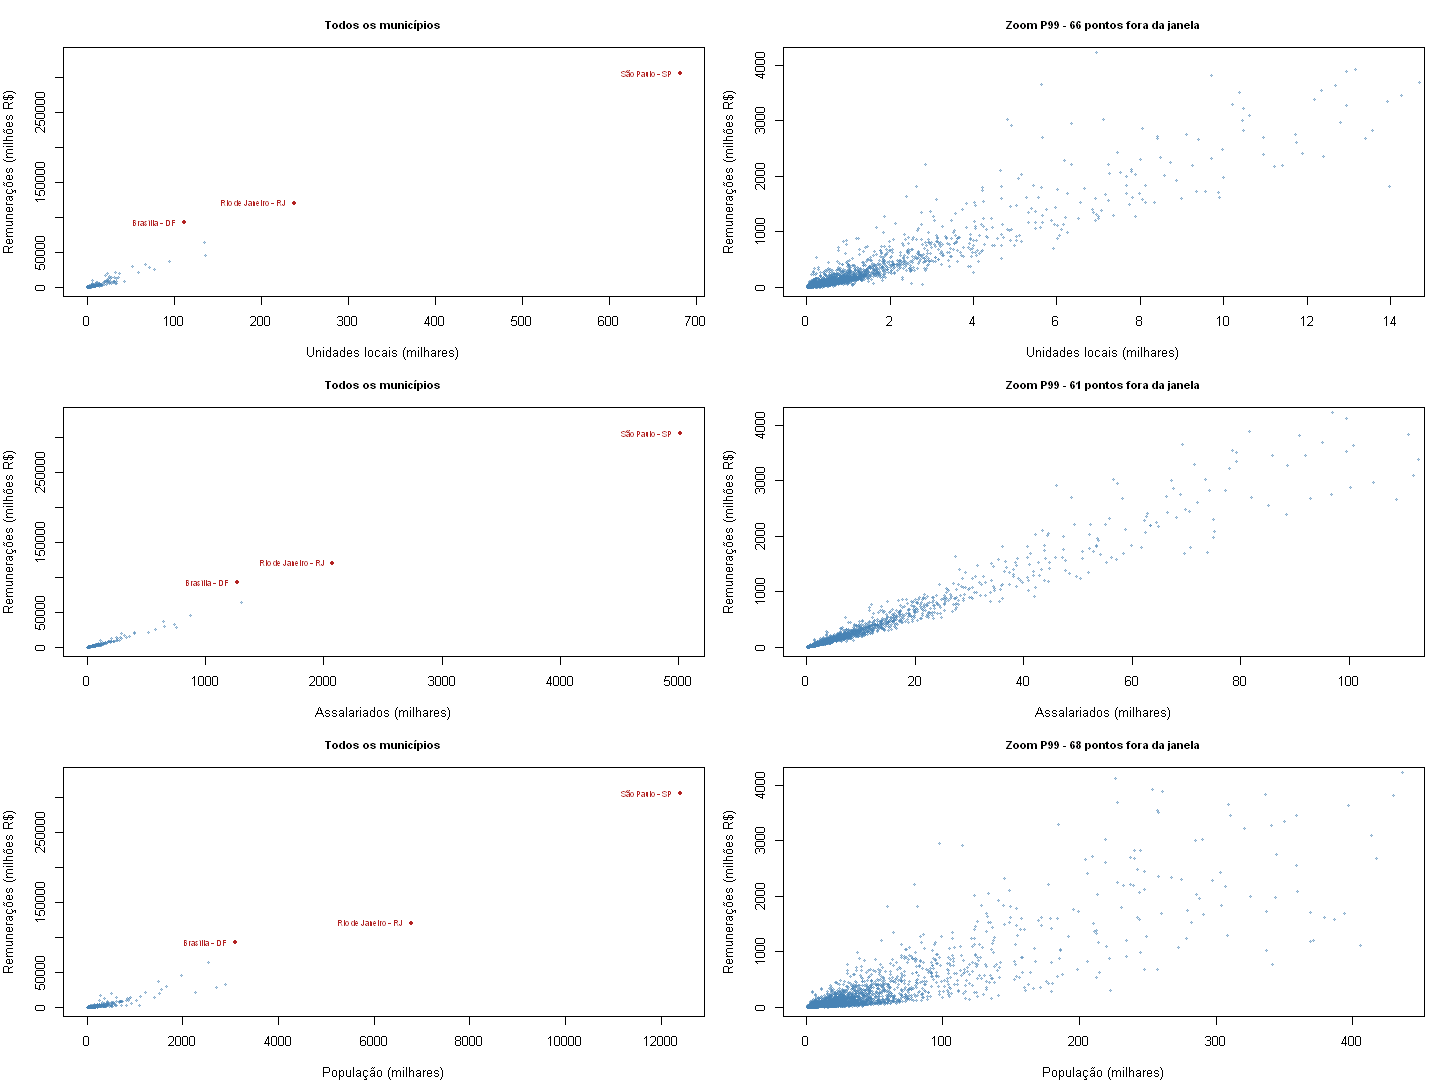 Todos os municípios
Remunerações (milhões R$)
0
50000
150000
250000
São Paulo – SP
Rio de Janeiro – RJ
Brasília – DF
0 100 200 300 400 500 600 700
Unidades locais (milhares)
Zoom P99 - 66 pontos fora da janela
Remunerações (milhões R$)
0
1000
2000
3000
4000
0 2 4 6 8 10 12 14
Unidades locais (milhares)
Todos os municípios
Remunerações (milhões R$)
0
50000
150000
250000
São Paulo – SP
Rio de Janeiro – RJ
Brasília – DF
0 1000 2000 3000 4000 5000
Assalariados (milhares)
Zoom P99 - 61 pontos fora da janela
Remunerações (milhões R$)
0
1000
2000
3000
4000
0 20 40 60 80 100
Assalariados (milhares)
Todos os municípios
Remunerações (milhões R$)
0
50000
150000
250000
São Paulo – SP
Rio de Janeiro – RJ
Brasília – DF
0 2000 4000 6000 8000 10000 12000
População (milhares)
Zoom P99 - 68 pontos fora da janela
Remunerações (milhões R$)
0
1000
2000
3000
4000
0 100 200 300 400
População (milhares)